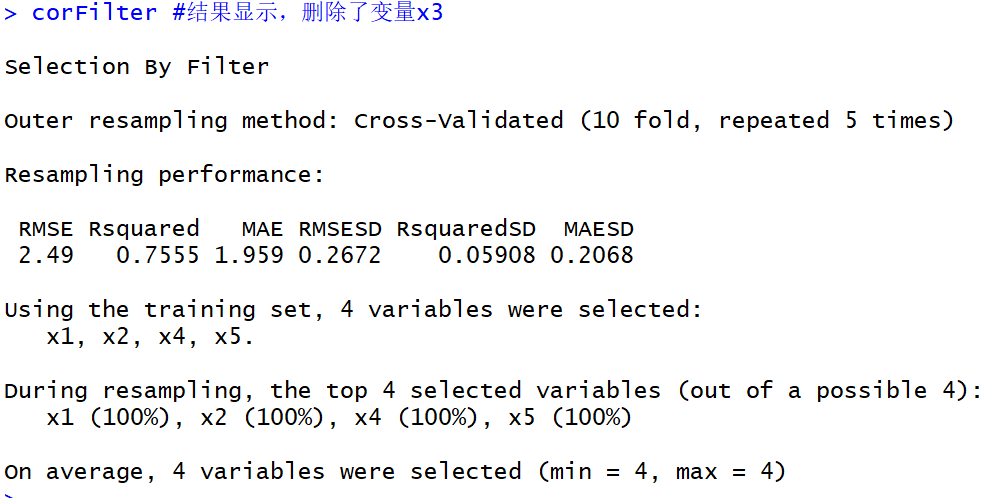 > corFilter #结果显示，删除了变量x3
Selection By Filter
Outer resampling method: Cross-Validated (10 fold, repeated 5 times)
Resampling performance:
RMSE Rsquared MAE RMSESD RsquaredSD MAESD
2.49 0.7555 1.959 0.2672 0.05908 0.2068
Using the training set, 4 variables were selected:
x1, x2, x4, x5.
During resampling, the top 4 selected variables (out of a possible 4):
x1 (100%), x2 (100%), x4 (100%), x5 (100%)
On average, 4 variables were selected (min = 4, max = 4)
>